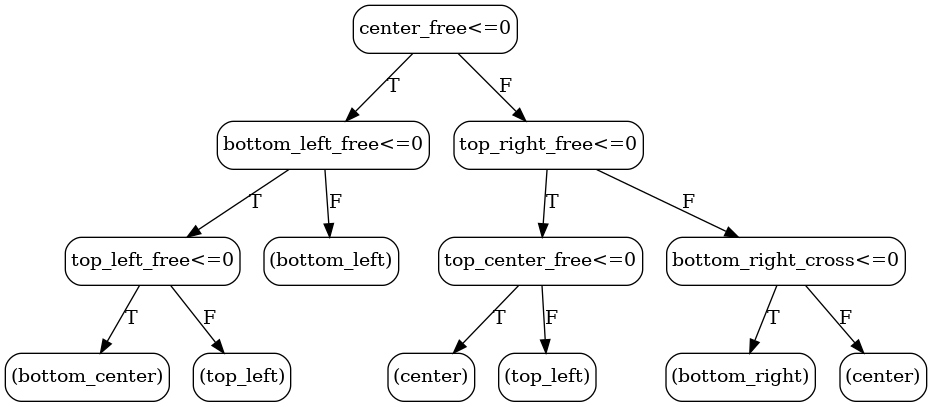 center_free<=0
T
F
bottom_left_free<=0
top_right_free<=0
T
F
T
F
top_left_free<=0
(bottom_left)
top_center_free<=0
bottom_right_cross<=0
T
F
T
F
T
F
(bottom_center)
(top_left)
(center)
(top_left)
(bottom_right)
(center)